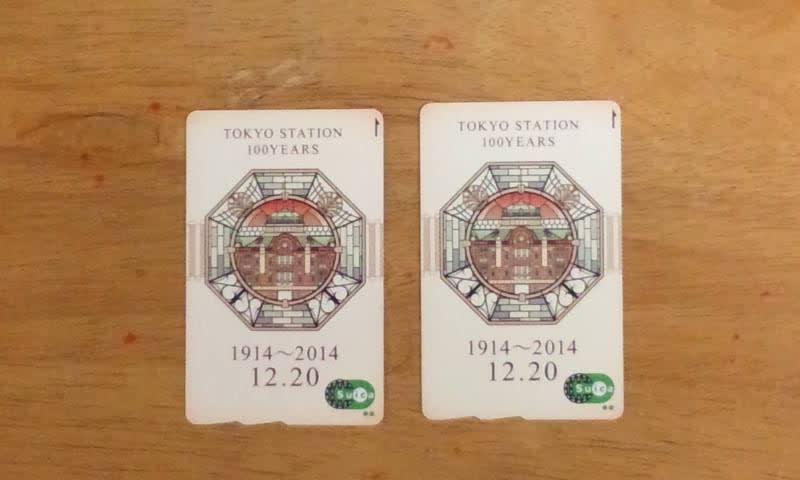 TOKYO STATION
100YEARS
1914～2014
12.20
Suica
TOKYO STATION
100YEARS
1914～2014
12.20
Suica